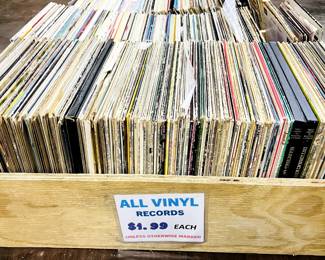 ALL VINYL
RECORDS
$1.99 EACH
UNLESS OTHERWISE MARKED